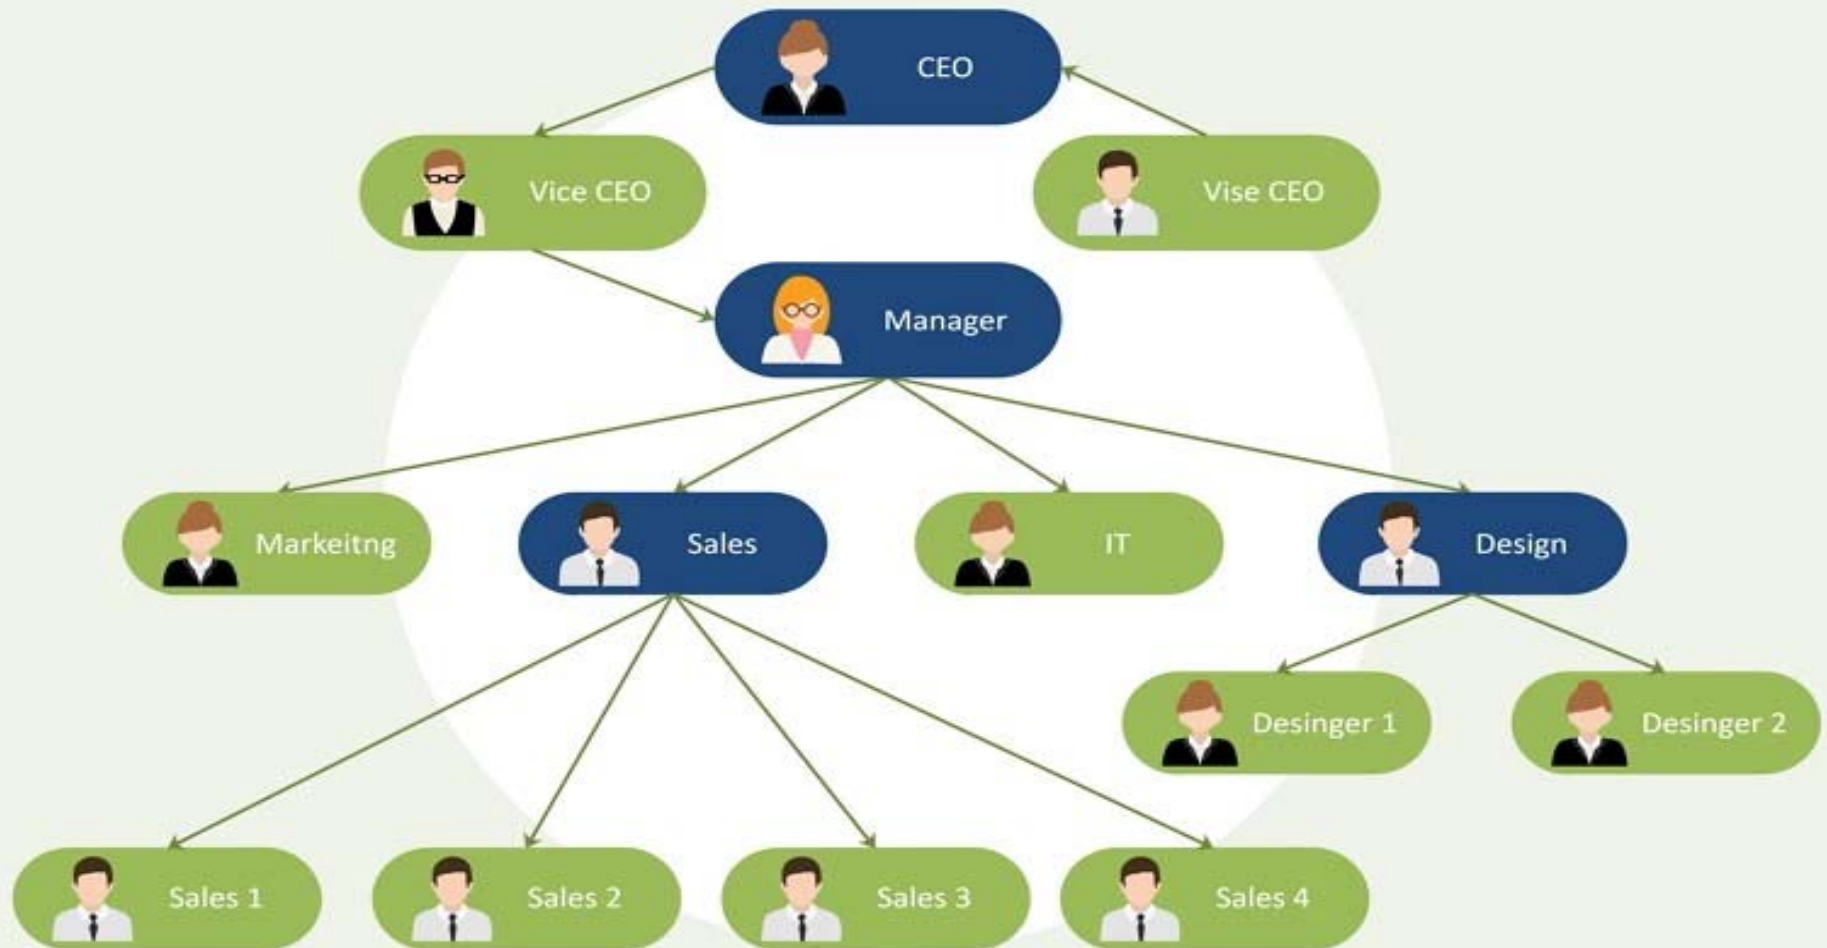 CEO
Vice CEO
Vise CEO
Manager
Markeitng
Sales
IT
Design
Desinger 1
Desinger 2
Sales 1
Sales 2
Sales 3
Sales 4